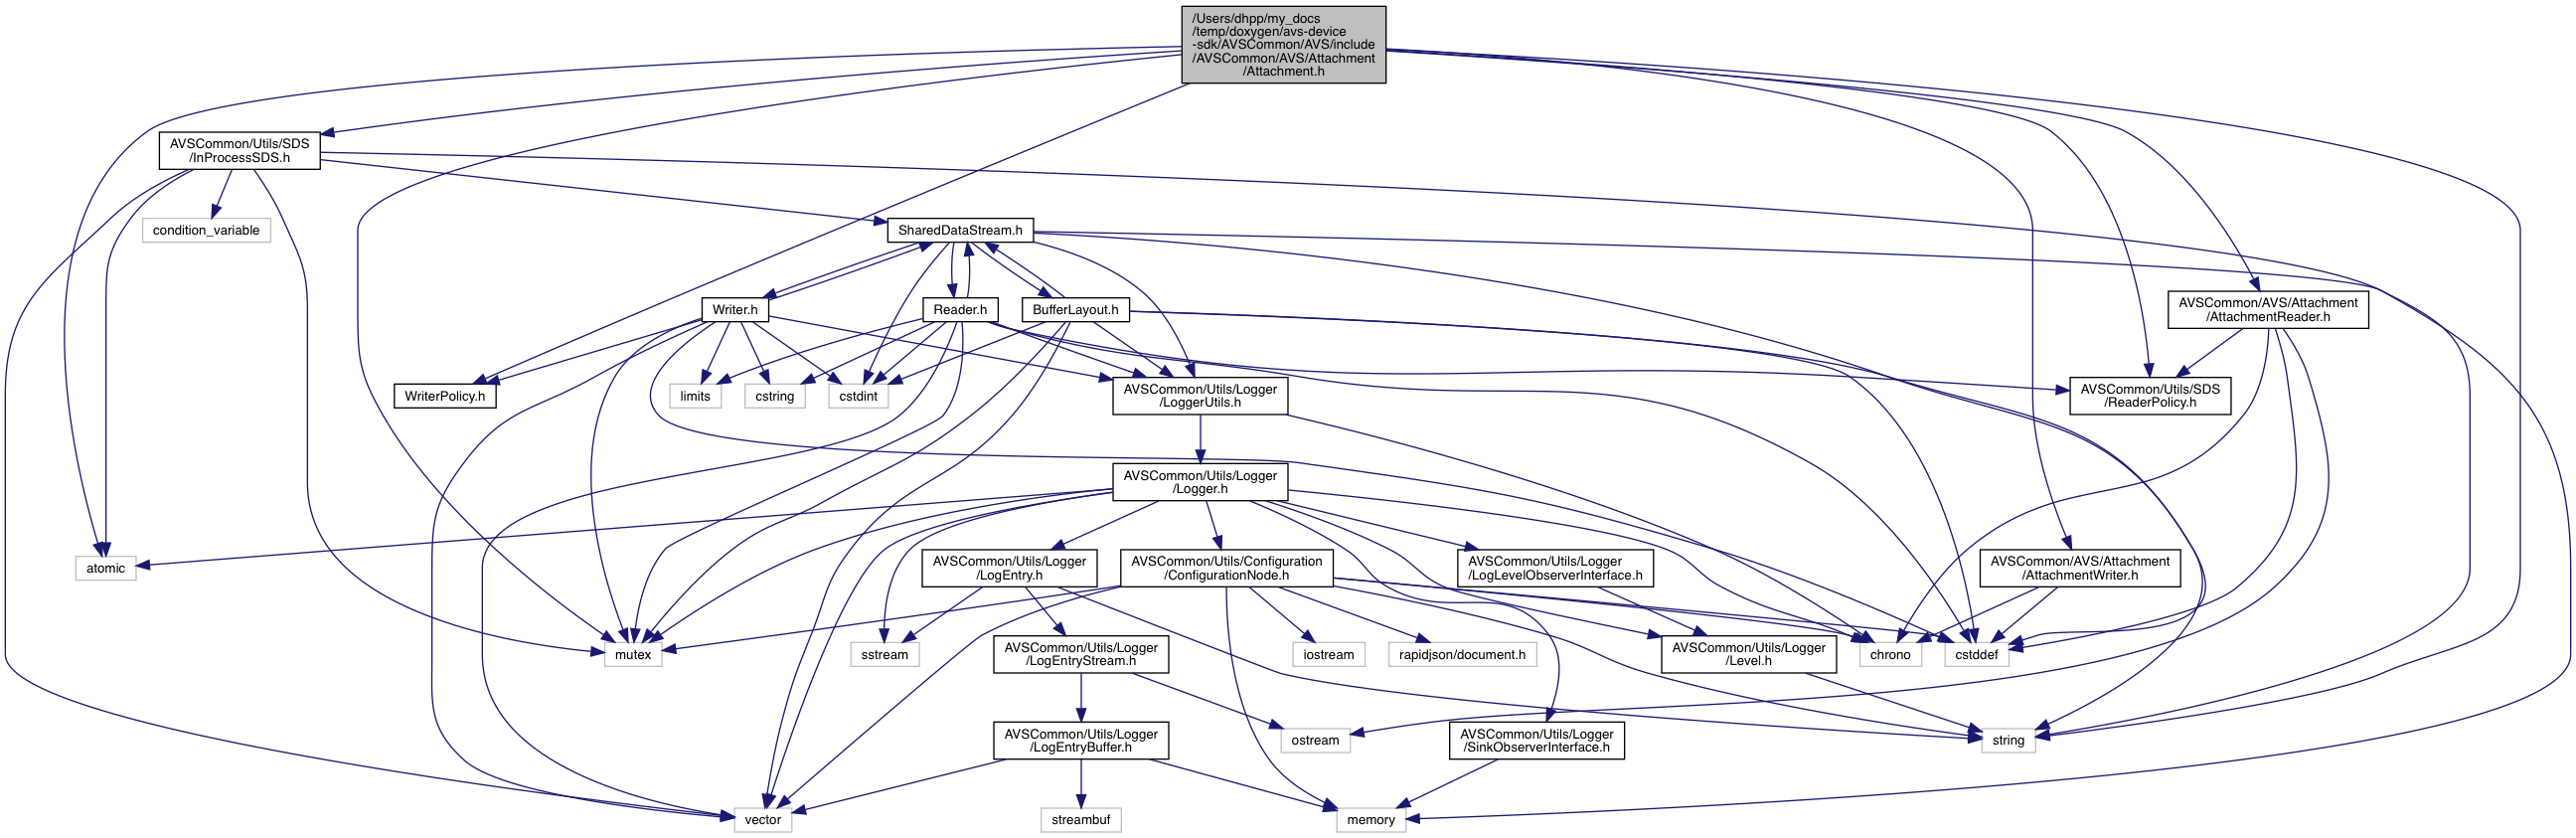 /Users/dhpp/my_docs
/temp/doxygen/avs-device
-sdk/AVSCommon/AVS/include
/AVSCommon/AVS/Attachment
/Attachment.h
AVSCommon/Utils/SDS
/InProcessSDS.h
condition_variable
SharedDataStream.h
Writer.h
Reader.h
BufferLayout.h
AVSCommon/AVS/Attachment
/AttachmentReader.h
WriterPolicy.h
limits
cstring
cstdint
AVSCommon/Utils/Logger
/LoggerUtils.h
AVSCommon/Utils/SDS
/ReaderPolicy.h
AVSCommon/Utils/Logger
/Logger.h
atomic
AVSCommon/Utils/Logger
/LogEntry.h
AVSCommon/Utils/Configuration
/ConfigurationNode.h
AVSCommon/Utils/Logger
/LogLevelObserverInterface.h
AVSCommon/AVS/Attachment
/AttachmentWriter.h
mutex
sstream
AVSCommon/Utils/Logger
/LogEntryStream.h
iostream
rapidjson/document.h
AVSCommon/Utils/Logger
/Level.h
chrono
cstddef
AVSCommon/Utils/Logger
/LogEntryBuffer.h
ostream
AVSCommon/Utils/Logger
/SinkObserverInterface.h
string
vector
streambuf
memory